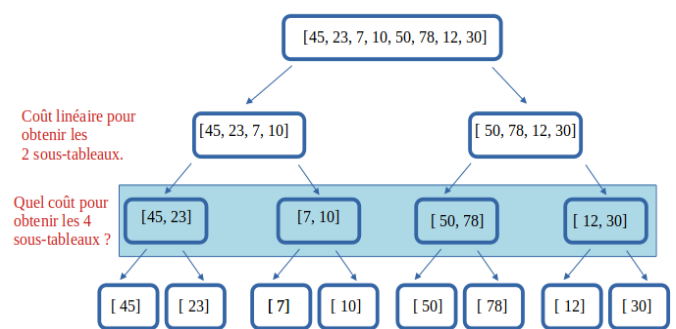 [45, 23, 7, 10, 50, 78, 12, 30]
Coût linéaire pour
obtenir les
2 sous-tableaux.
[45, 23, 7, 10]
[ 50, 78, 12, 30]
Quel coût pour
obtenir les 4
sous-tableaux ?
[45, 23]
[7, 10]
[ 50, 78]
[ 12, 30]
[ 45]
[ 23]
[ 7]
[ 10]
[ 50]
[ 78]
[ 12]
[ 30]